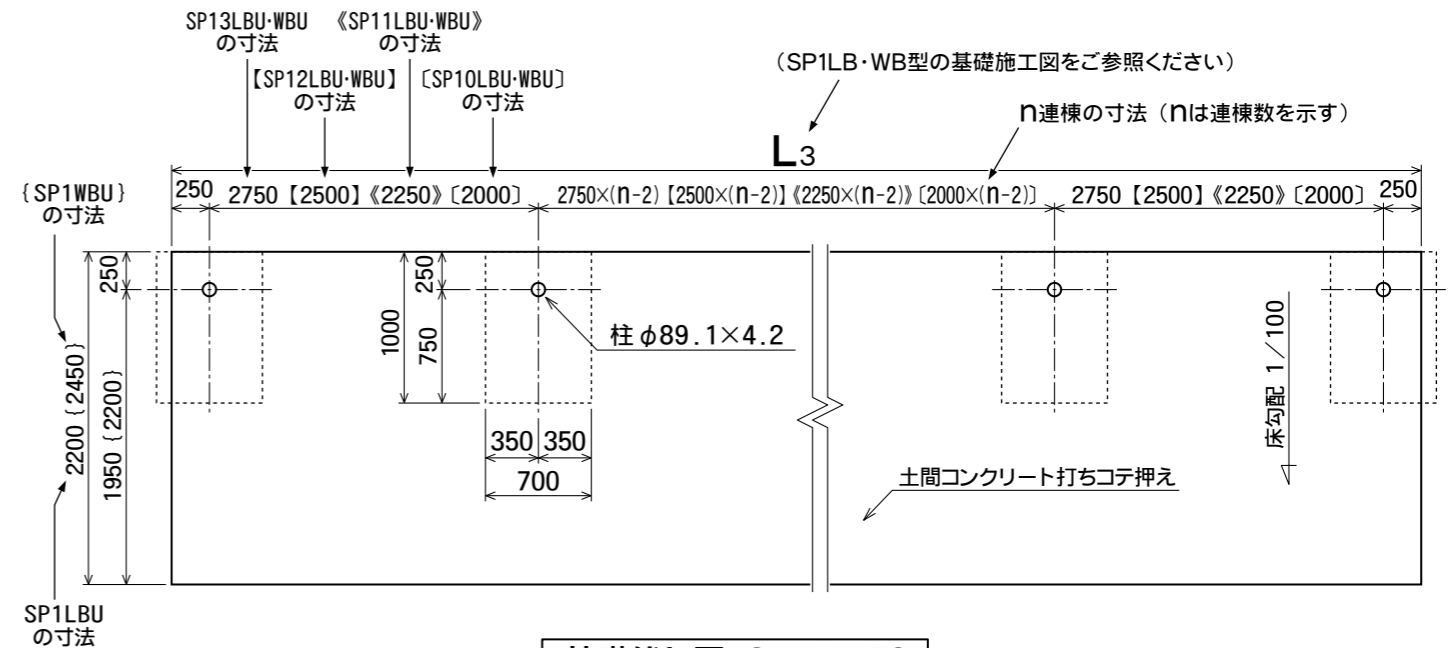 SP13LBU・WBU 《SP11LBU・WBU》
の寸法 の寸法
【SP12LBU・WBU】 〔SP10LBU・WBU〕
の寸法 の寸法
（SP1LB・WB型の基礎施工図をご参照ください）
n連棟の寸法（nは連棟数を示す）
L3
{SP1WBU}
の寸法
250 2750【2500】《2250》〔2000〕 2750×(n-2)【2500×(n-2)】《2250×(n-2)》〔2000×(n-2)〕 2750【2500】《2250》〔2000〕 250
250
1950{2200}
2200{2450}
1000
250
750
柱φ89.1×4.2
350 350
700
床勾配 1/100
土間コンクリート打ちコテ押え
SP1LBU
の寸法